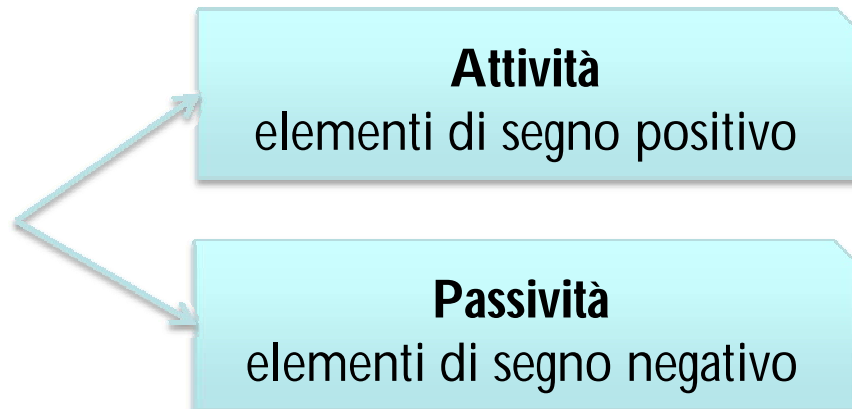 Attività
elementi di segno positivo
Passività
elementi di segno negativo